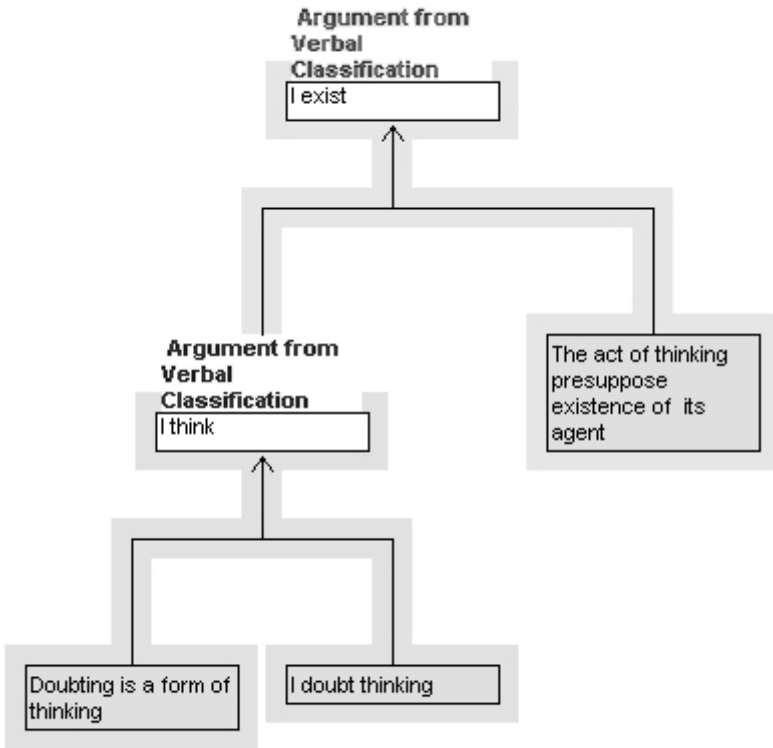 Argument from
Verbal
Classification
I exist
Argument from
Verbal
Classification
I think
The act of thinking
presuppose
existence of its
agent
Doubting is a form of
thinking
I doubt thinking